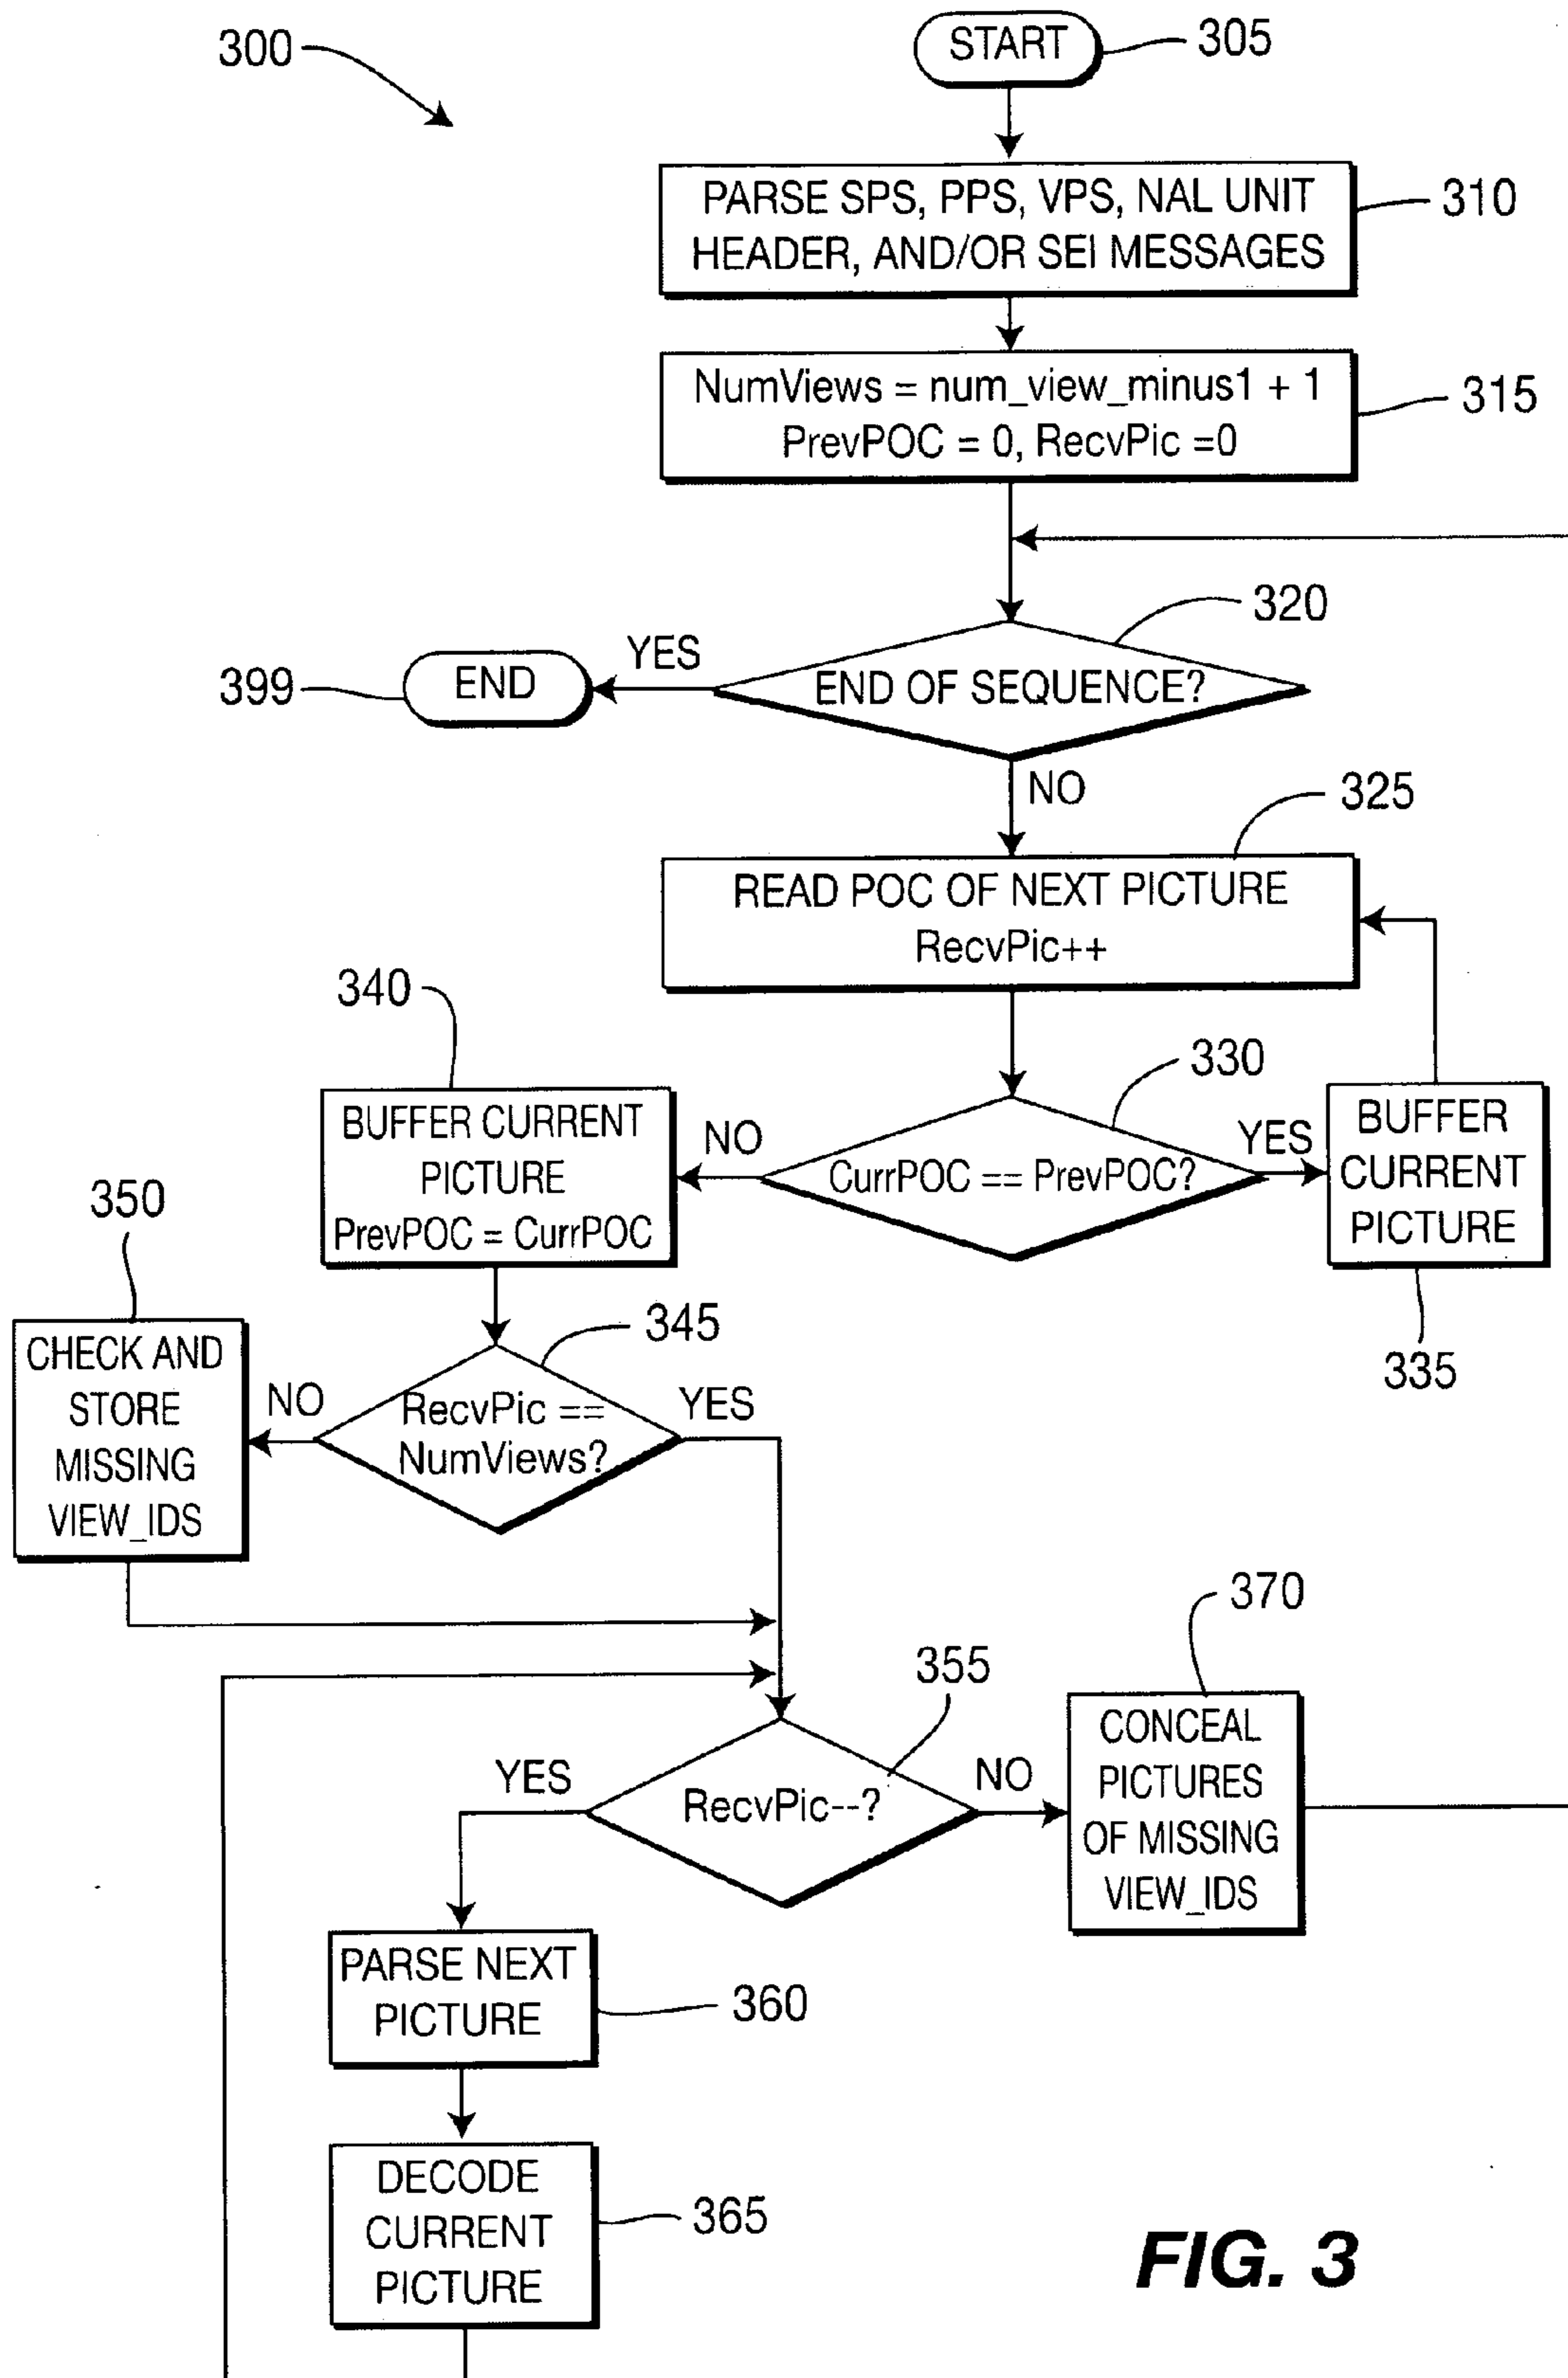 300
START
305
PARSE SPS, PPS, VPS, NAL UNIT
HEADER, AND/OR SEI MESSAGES
310
NumViews = num_view_minus1 + 1
PrevPOC = 0, RecvPic =0
315
320
END OF SEQUENCE?
YES
END
399
NO
325
READ POC OF NEXT PICTURE
RecvPic++
330
CurrPOC == PrevPOC?
YES
BUFFER
CURRENT
PICTURE
335
NO
340
BUFFER CURRENT
PICTURE
PrevPOC = CurrPOC
345
RecvPic ==
NumViews?
NO
350
CHECK AND
STORE
MISSING
VIEW_IDS
YES
355
RecvPic--?
NO
370
CONCEAL
PICTURES
OF MISSING
VIEW_IDS
YES
PARSE NEXT
PICTURE
360
DECODE
CURRENT
PICTURE
365
FIG. 3